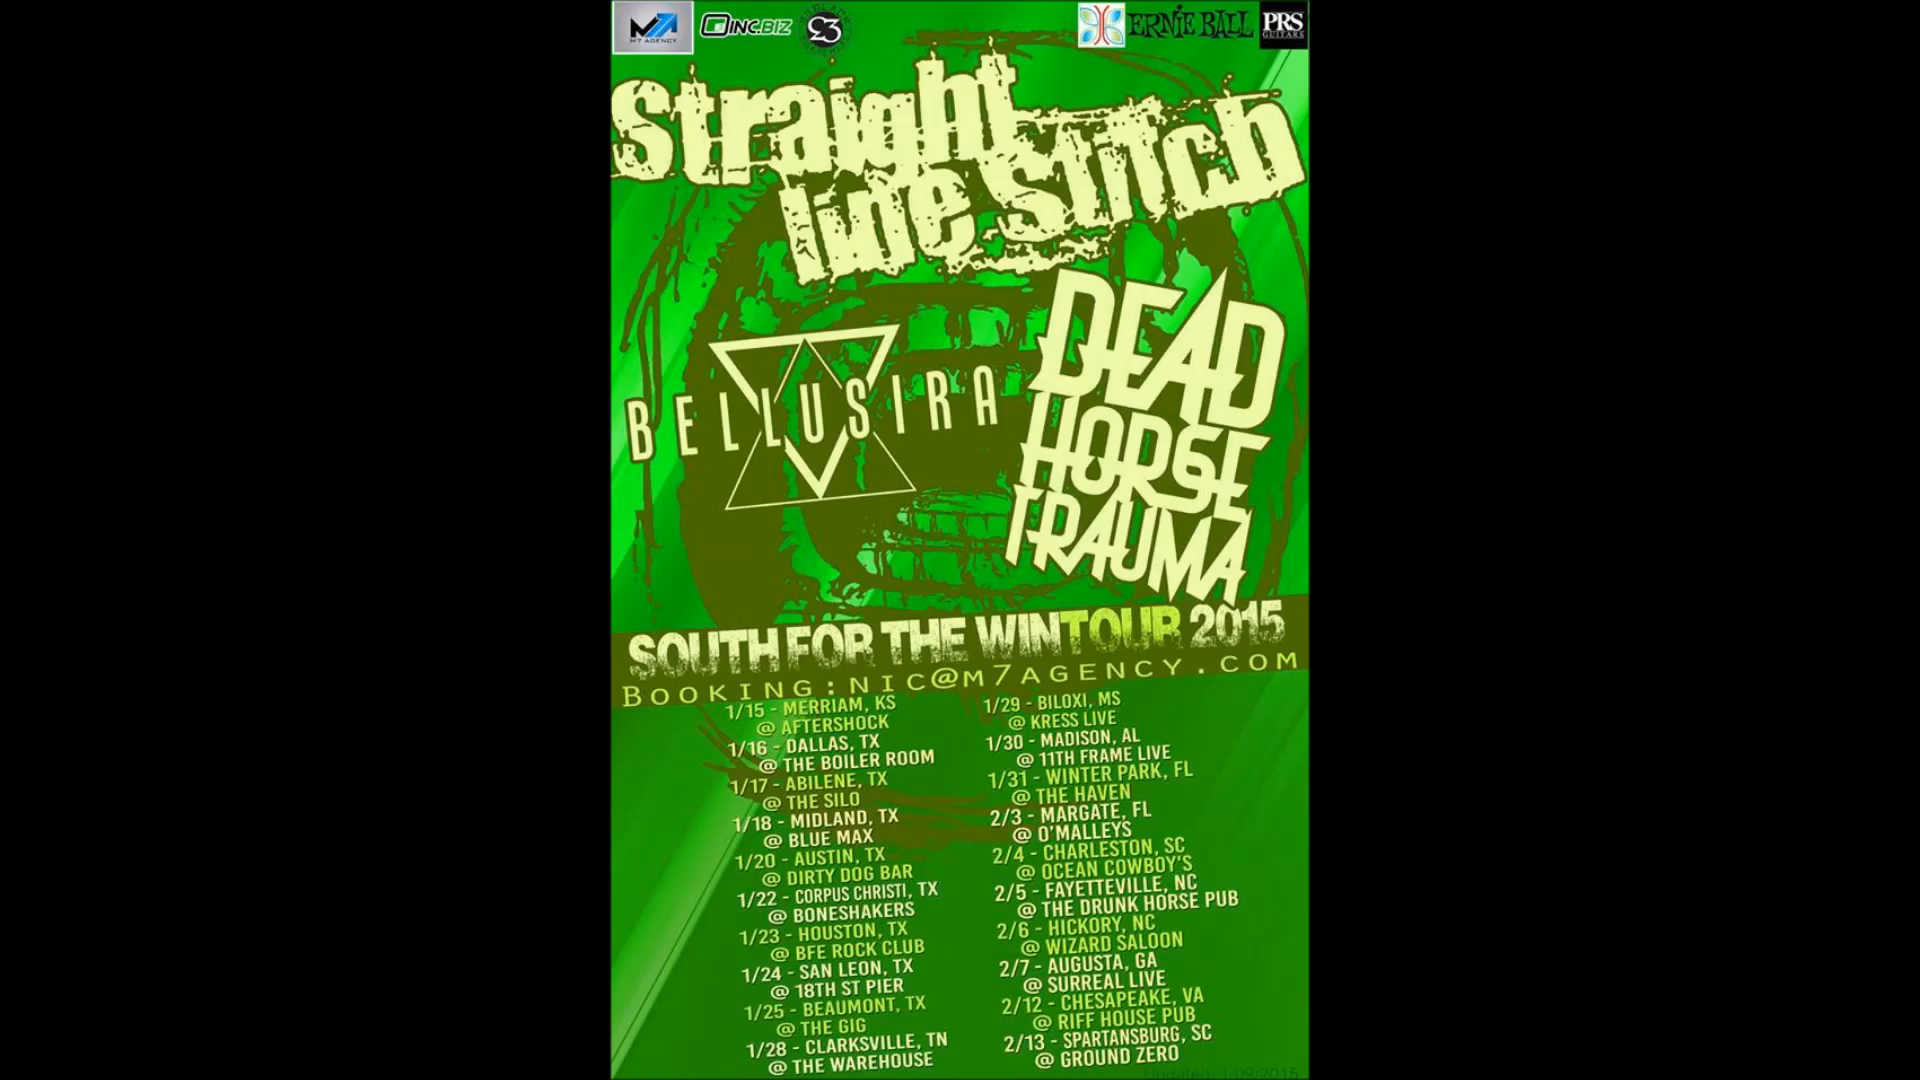 M7 AGENCY
INC.BIZ
23
ERNIE BALL
PRS
GUITARS
Straight
line Stitch
BELLUSIRA
DEAD
HORSE
TRAUMA
SOUTH FOR THE WINTOUR 2015
BOOKING:NIC@M7AGENCY.COM
1/15 - MERRIAM, KS
@ AFTERSHOCK
1/16 - DALLAS, TX
@ THE BOILER ROOM
1/17 - ABILENE, TX
@ THE SILO
1/18 - MIDLAND, TX
@ BLUE MAX
1/20 - AUSTIN, TX
@ DIRTY DOG BAR
1/22 - CORPUS CHRISTI, TX
@ BONESHAKERS
1/23 - HOUSTON, TX
@ BFE ROCK CLUB
1/24 - SAN LEON, TX
@ 18TH ST PIER
1/25 - BEAUMONT, TX
@ THE GIG
1/28 - CLARKSVILLE, TN
@ THE WAREHOUSE
1/29 - BILOXI, MS
@ KRESS LIVE
1/30 - MADISON, AL
@ 11TH FRAME LIVE
1/31 - WINTER PARK, FL
@ THE HAVEN
2/3 - MARGATE, FL
@ O'MALLEYS
2/4 - CHARLESTON, SC
@ OCEAN COWBOY'S
2/5 - FAYETTEVILLE, NC
@ THE DRUNK HORSE PUB
2/6 - HICKORY, NC
@ WIZARD SALOON
2/7 - AUGUSTA, GA
@ SURREAL LIVE
2/12 - CHESAPEAKE, VA
@ RIFF HOUSE PUB
2/13 - SPARTANSBURG, SC
@ GROUND ZERO
Updated: 1/09/2015